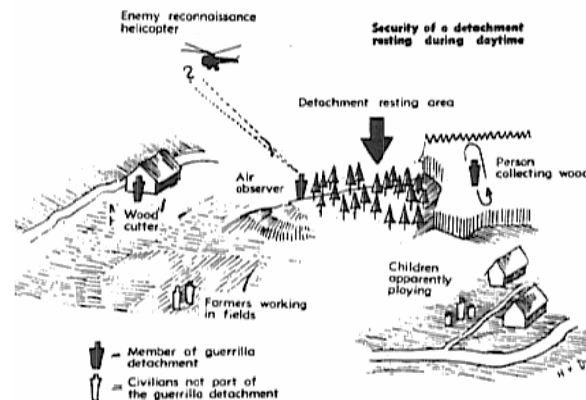 Enemy reconnaissance
helicopter
Security of a detachment
resting during daytime
?
Detachment resting area
Air
observer
Person
collecting wood
Wood
cutter
Children
apparently
playing
Farmers working
in fields
= Member of guerrilla
detachment
= Civilians not part of
the guerrilla detachment
H + D